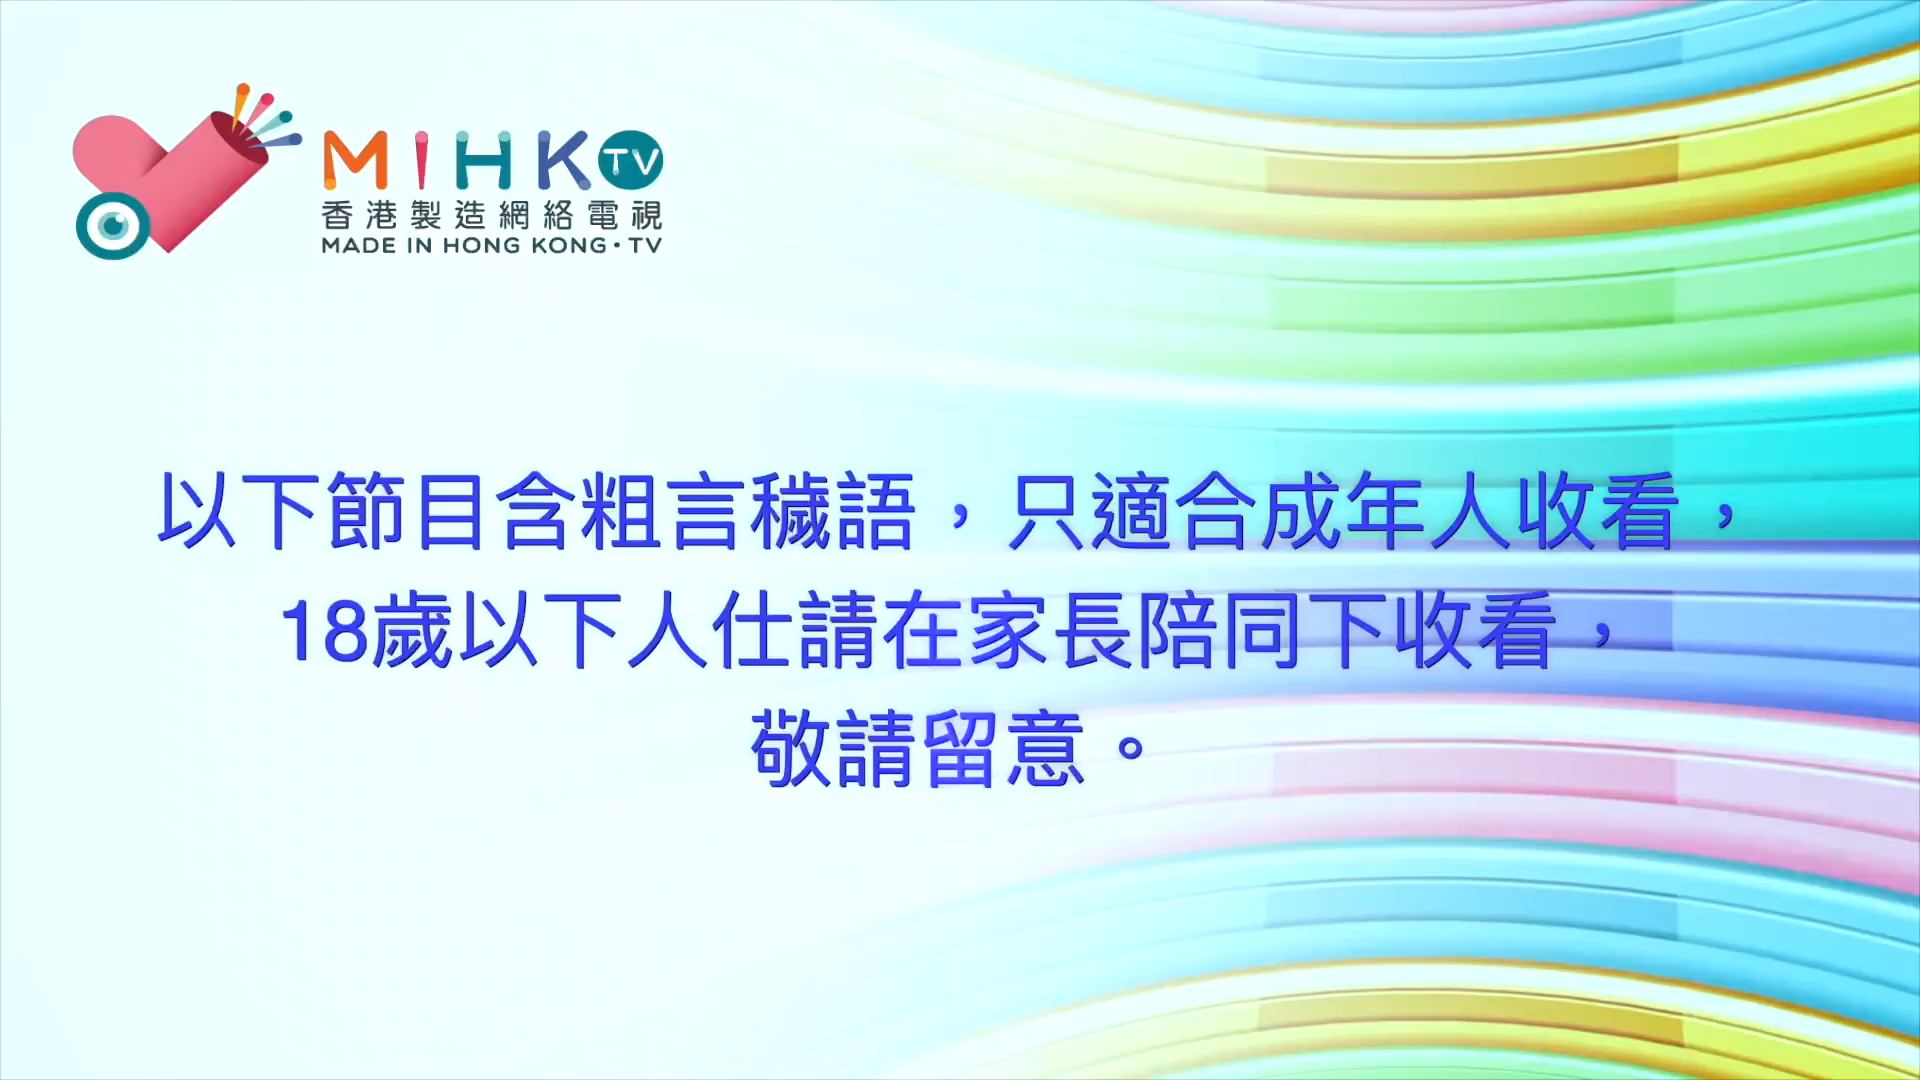 MIHK TV
香港製造網絡電視
MADE IN HONG KONG・TV
以下節目含粗言穢語，只適合成年人收看，
18歲以下人仕請在家長陪同下收看，
敬請留意。